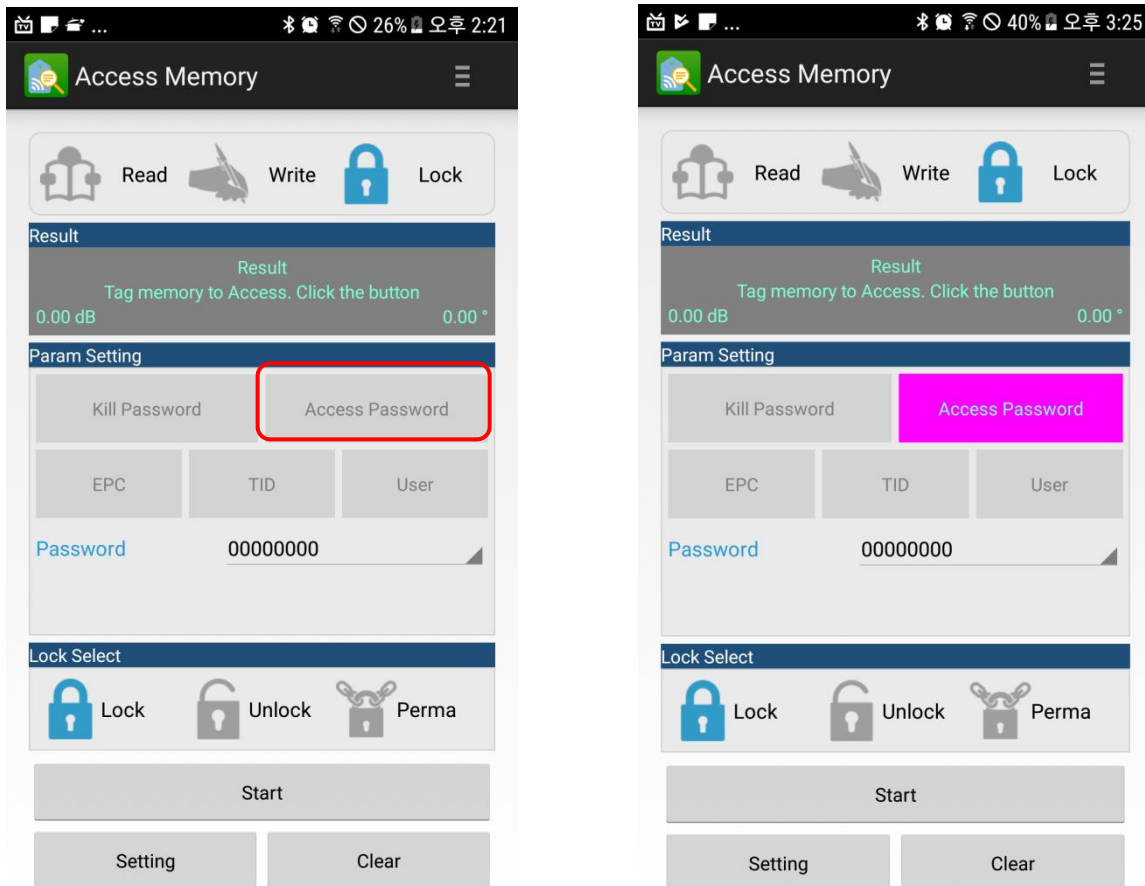 ... 26% 오후 2:21
Access Memory
Read Write Lock
Result
Result
Tag memory to Access. Click the button
0.00 dB 0.00 °
Param Setting
Kill Password Access Password
EPC TID User
Password 00000000
Lock Select
Lock Unlock Perma
Start
Setting Clear
... 40% 오후 3:25
Access Memory
Read Write Lock
Result
Result
Tag memory to Access. Click the button
0.00 dB 0.00 °
Param Setting
Kill Password Access Password
EPC TID User
Password 00000000
Lock Select
Lock Unlock Perma
Start
Setting Clear